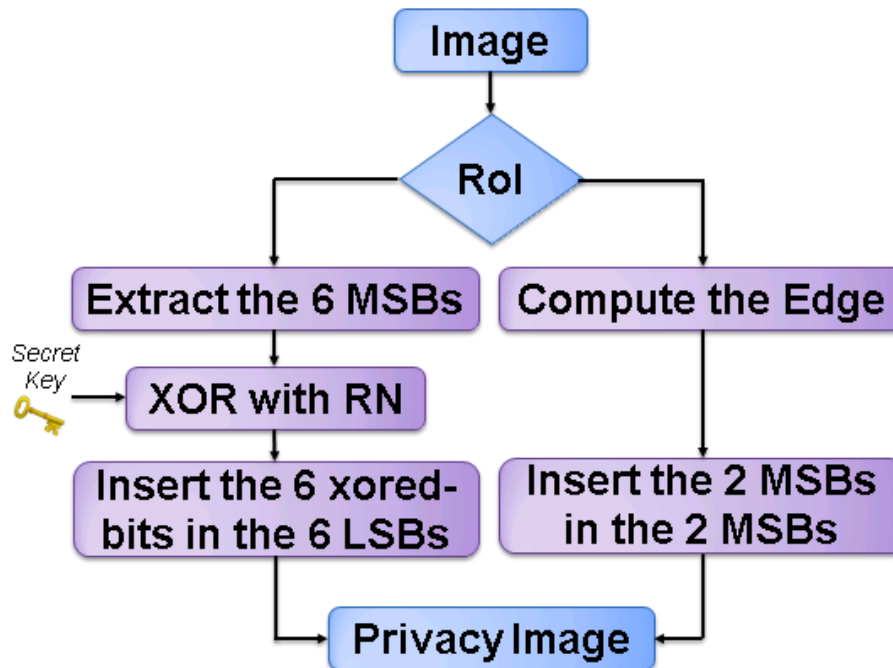 Image
RoI
Extract the 6 MSBs
Compute the Edge
Secret
Key
XOR with RN
Insert the 6 xored-
bits in the 6 LSBs
Insert the 2 MSBs
in the 2 MSBs
Privacy Image